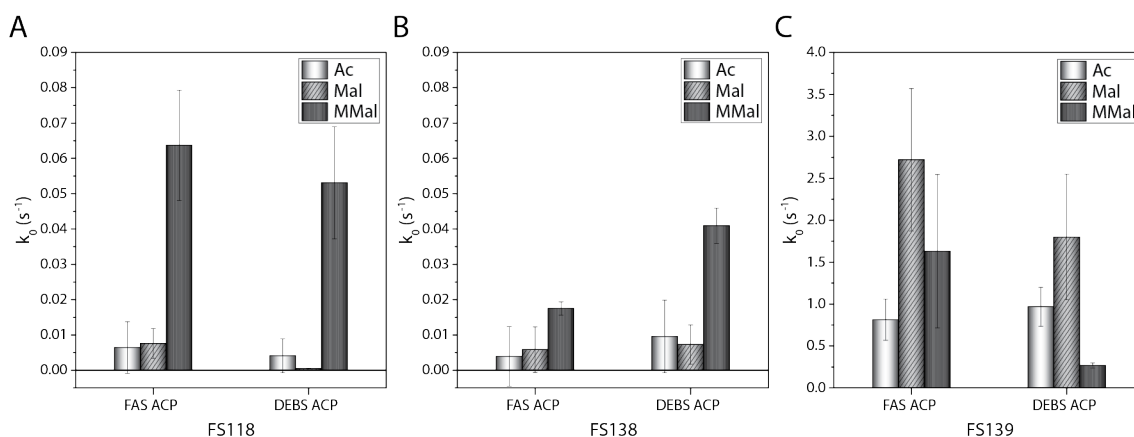 A
k₀ (s⁻¹)
0.09
0.08
0.07
0.06
0.05
0.04
0.03
0.02
0.01
0.00
Ac
Mal
MMal
FAS ACP DEBS ACP
FS118
B
k₀ (s⁻¹)
0.09
0.08
0.07
0.06
0.05
0.04
0.03
0.02
0.01
0.00
Ac
Mal
MMal
FAS ACP DEBS ACP
FS138
C
k₀ (s⁻¹)
4.0
3.5
3.0
2.5
2.0
1.5
1.0
0.5
0.0
Ac
Mal
MMal
FAS ACP DEBS ACP
FS139